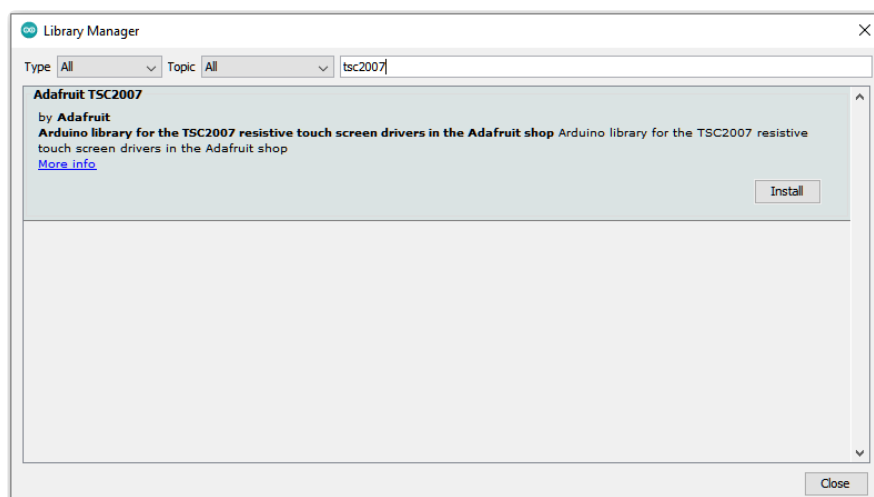 Library Manager
Type All Topic All tsc2007
Adafruit TSC2007
by Adafruit
Arduino library for the TSC2007 resistive touch screen drivers in the Adafruit shop Arduino library for the TSC2007 resistive
touch screen drivers in the Adafruit shop
More info
Install
Close